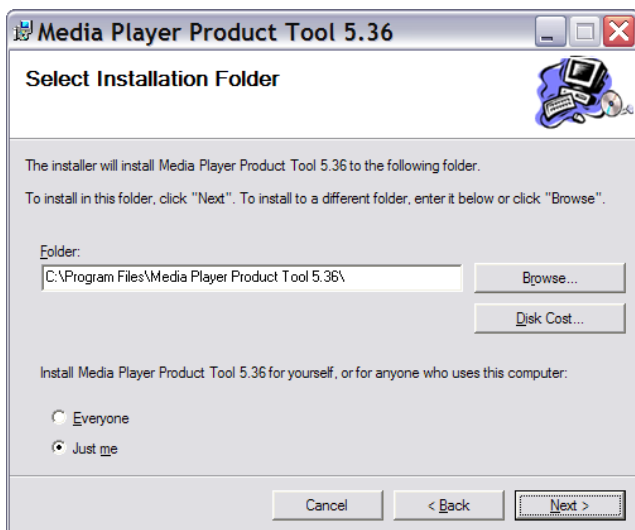 Media Player Product Tool 5.36
Select Installation Folder
The installer will install Media Player Product Tool 5.36 to the following folder.
To install in this folder, click "Next". To install to a different folder, enter it below or click "Browse".
Folder:
C:\Program Files\Media Player Product Tool 5.36\
Browse...
Disk Cost...
Install Media Player Product Tool 5.36 for yourself, or for anyone who uses this computer:
Everyone
Just me
Cancel
< Back
Next >